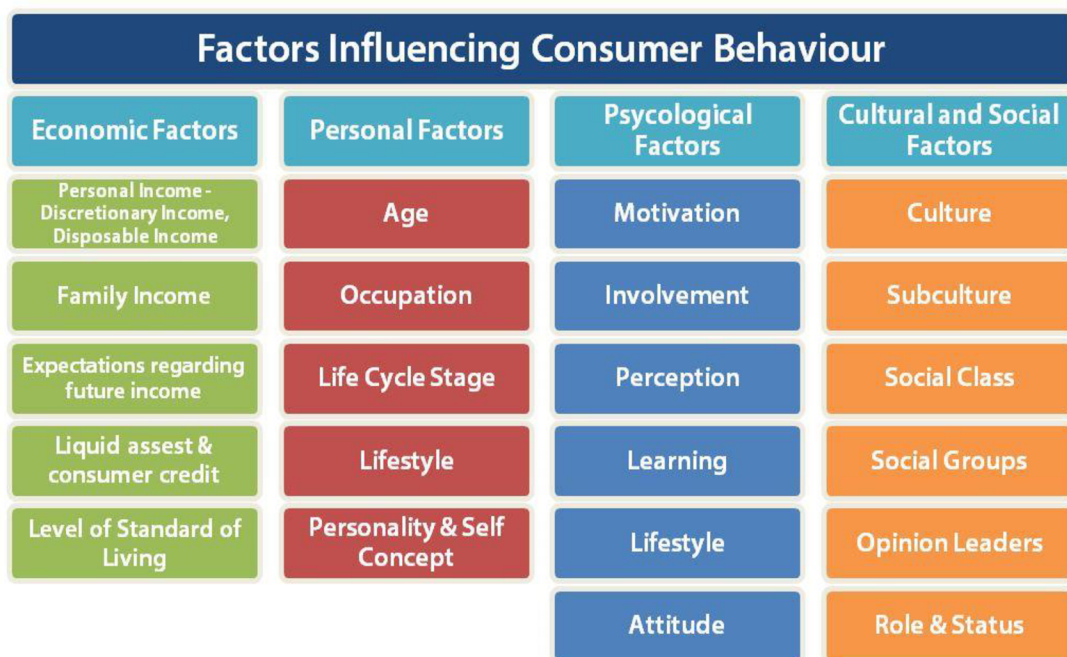 Factors Influencing Consumer Behaviour
Economic Factors
Personal Income -
Discretionary Income,
Disposable Income
Family Income
Expectations regarding
future income
Liquid assest &
consumer credit
Level of Standard of
Living
Personal Factors
Age
Occupation
Life Cycle Stage
Lifestyle
Personality & Self
Concept
Psycological
Factors
Motivation
Involvement
Perception
Learning
Lifestyle
Attitude
Cultural and Social
Factors
Culture
Subculture
Social Class
Social Groups
Opinion Leaders
Role & Status